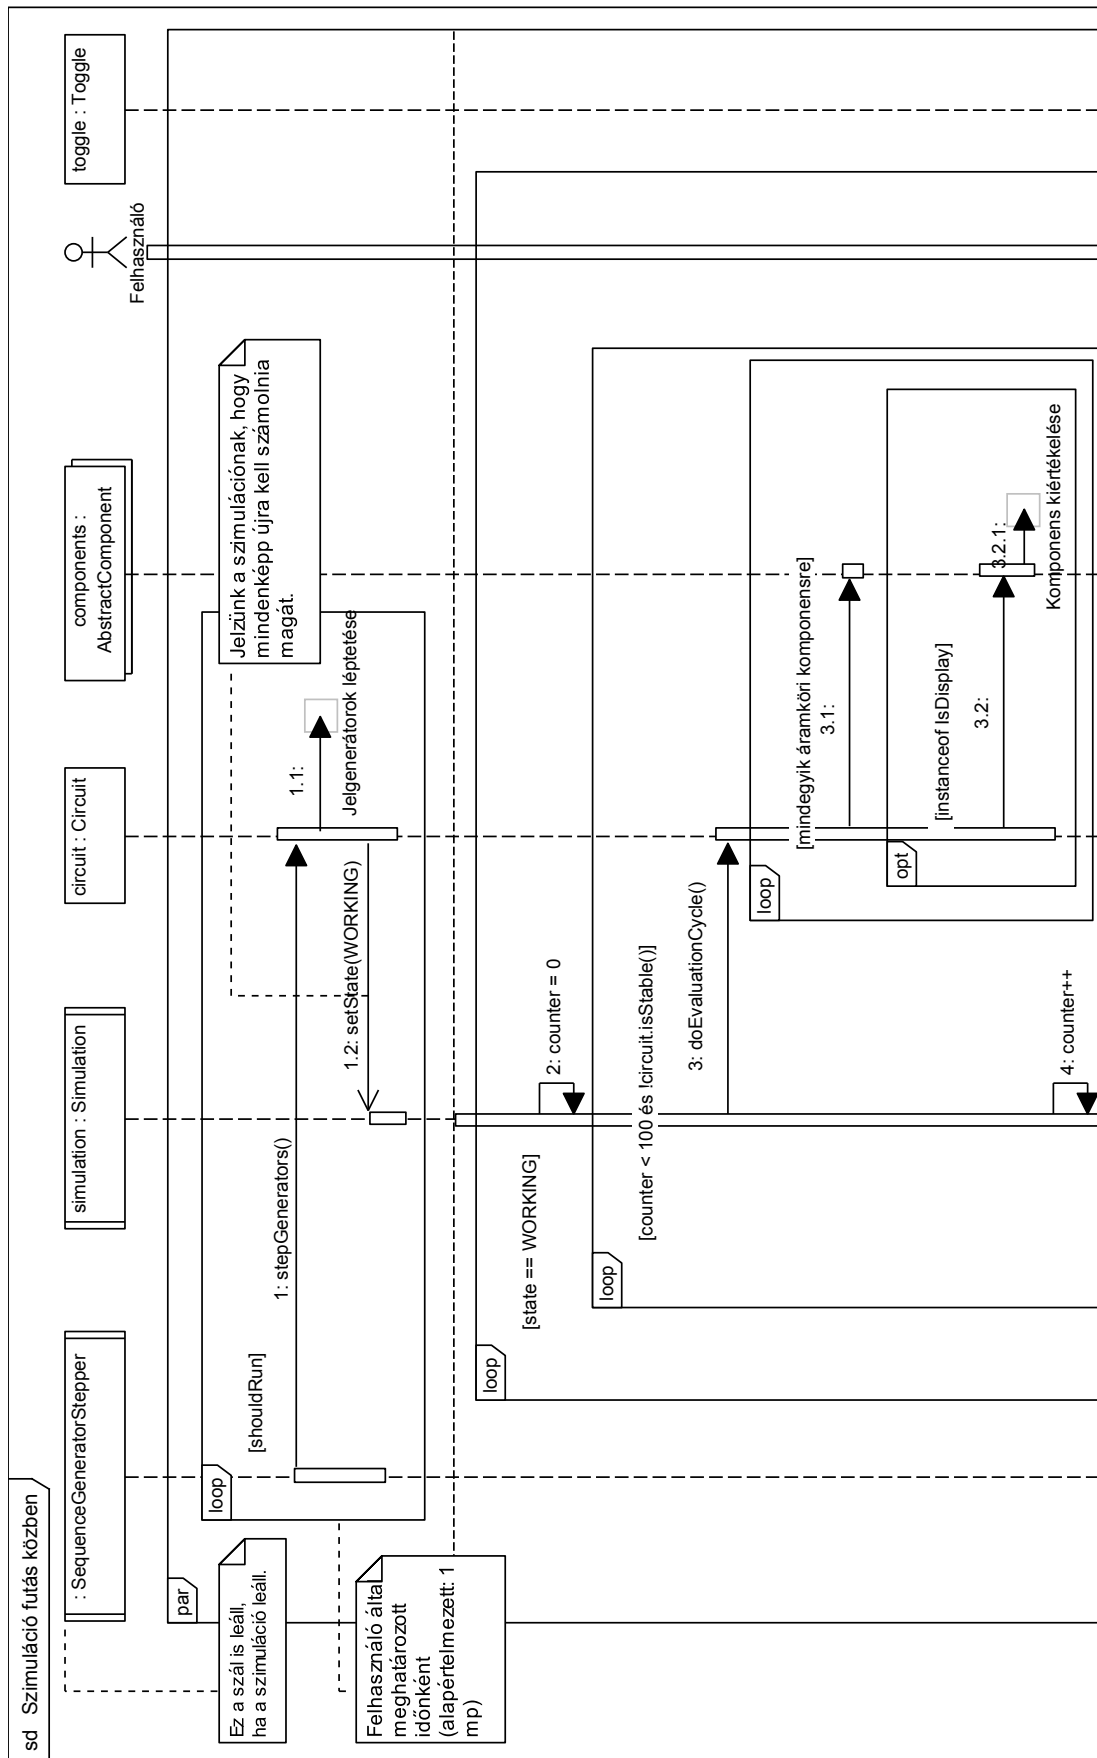 sd Szimuláció futás közben
: SequenceGeneratorStepper
simulation : Simulation
circuit : Circuit
components :
AbstractComponent
Felhasználó
toggle : Toggle
par
Ez a szál is leáll,
ha a szimuláció leáll.
loop
[shouldRun]
Jelzünk a szimulációnak, hogy
mindenképp újra kell számolnia
magát.
1: stepGenerators()
1.1:
Jelgenerátorok léptetése
1.2: setState(WORKING)
Felhasználó által
meghatározott
időnként
(alapértelmezett: 1
mp)
loop
[state == WORKING]
2: counter = 0
loop
[counter < 100 és !circuit.isStable()]
3: doEvaluationCycle()
loop
[mindegyik áramköri komponensre]
3.1:
opt
[instanceof IsDisplay]
3.2:
3.2.1:
Komponens kiértékelése
4: counter++